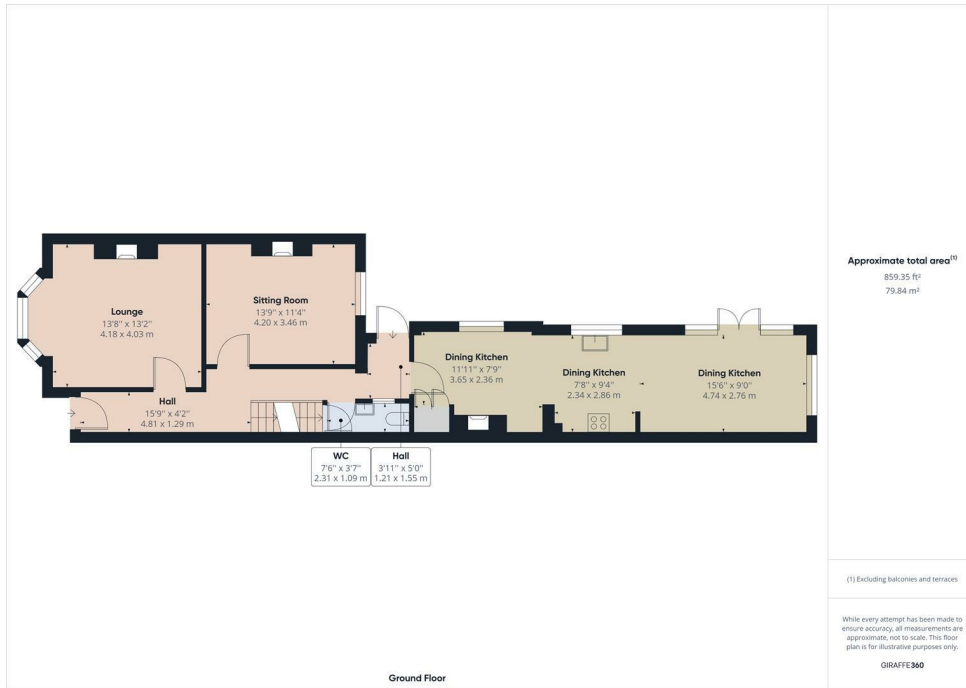 Lounge
13'8" x 13'2"
4.18 x 4.03 m
Sitting Room
13'9" x 11'4"
4.20 x 3.46 m
Hall
15'9" x 4'2"
4.81 x 1.29 m
WC
7'6" x 3'7"
2.31 x 1.09 m
Hall
3'11" x 5'0"
1.21 x 1.55 m
Dining Kitchen
11'11" x 7'9"
3.65 x 2.36 m
Dining Kitchen
7'8" x 9'4"
2.34 x 2.86 m
Dining Kitchen
15'6" x 9'0"
4.74 x 2.76 m
Ground Floor
Approximate total area(1)
859.35 ft²
79.84 m²
(1) Excluding balconies and terraces
While every attempt has been made to
ensure accuracy, all measurements are
approximate, not to scale. This floor
plan is for illustrative purposes only.
GIRAFFE360